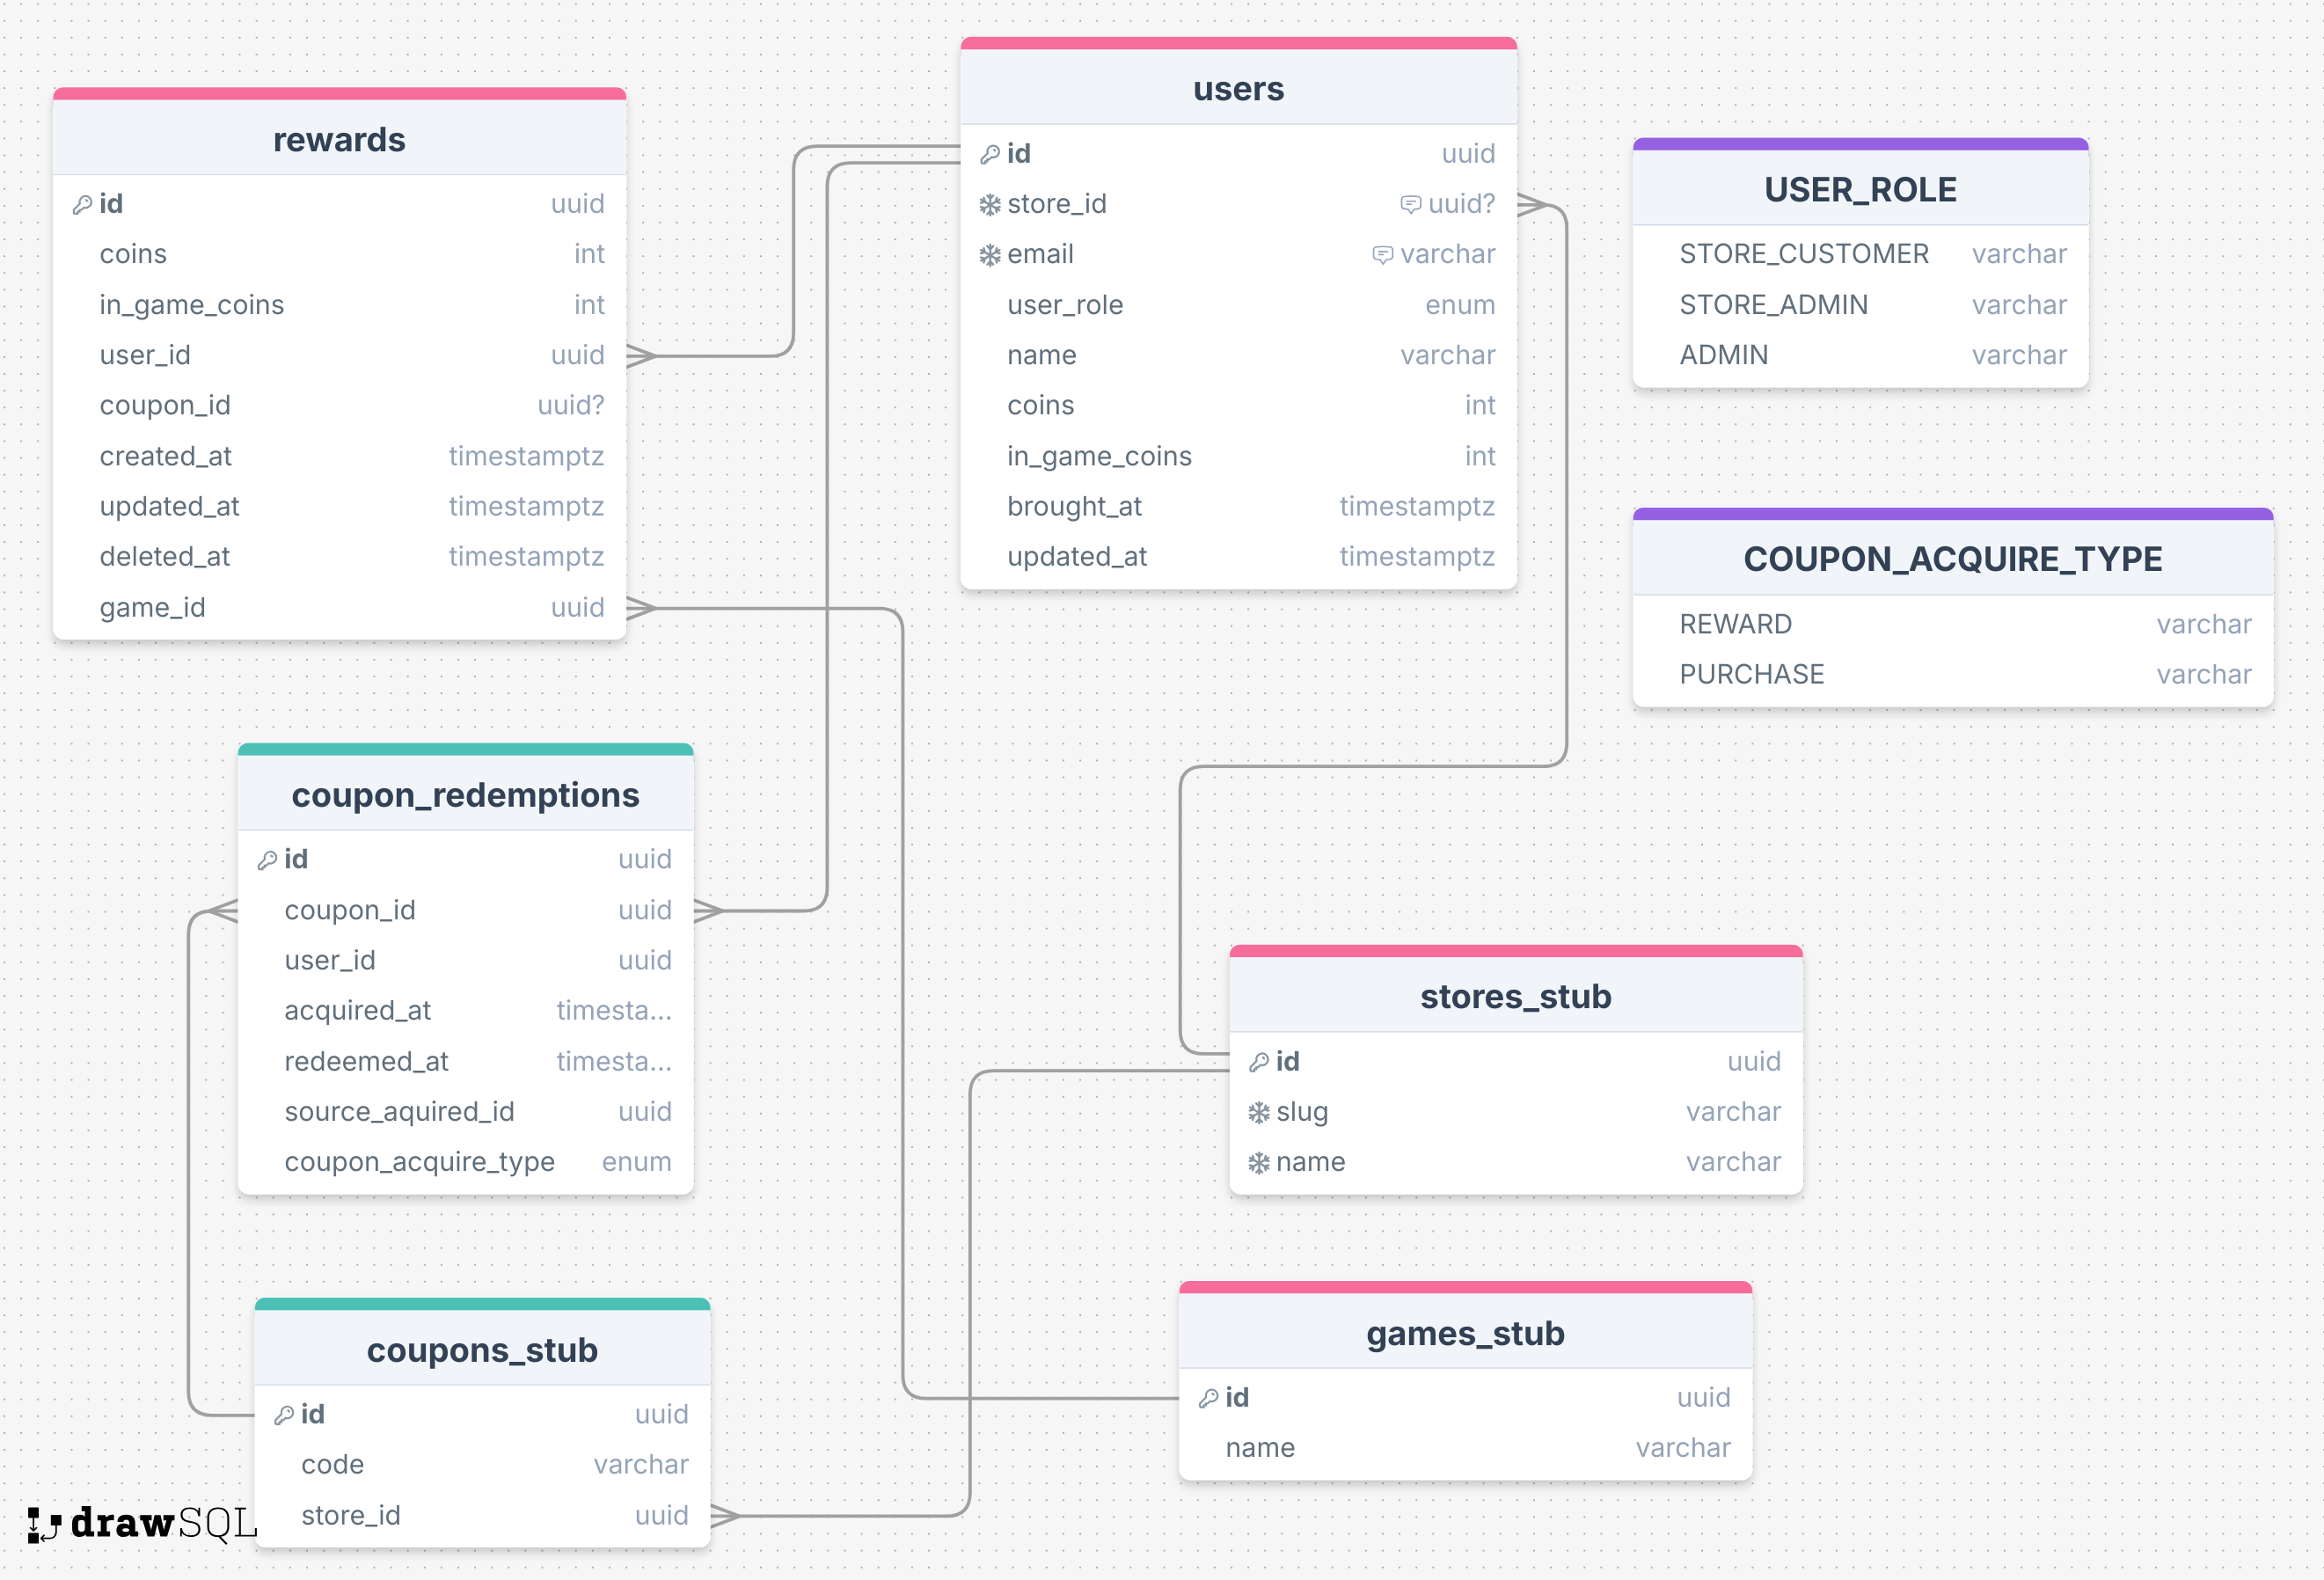 rewards
id uuid
coins int
in_game_coins int
user_id uuid
coupon_id uuid?
created_at timestamptz
updated_at timestamptz
deleted_at timestamptz
game_id uuid
users
id uuid
store_id uuid?
email varchar
user_role enum
name varchar
coins int
in_game_coins int
brought_at timestamptz
updated_at timestamptz
USER_ROLE
STORE_CUSTOMER varchar
STORE_ADMIN varchar
ADMIN varchar
COUPON_ACQUIRE_TYPE
REWARD varchar
PURCHASE varchar
coupon_redemptions
id uuid
coupon_id uuid
user_id uuid
acquired_at timesta...
redeemed_at timesta...
source_aquired_id uuid
coupon_acquire_type enum
stores_stub
id uuid
slug varchar
name varchar
coupons_stub
id uuid
code varchar
store_id uuid
games_stub
id uuid
name varchar
drawSQL